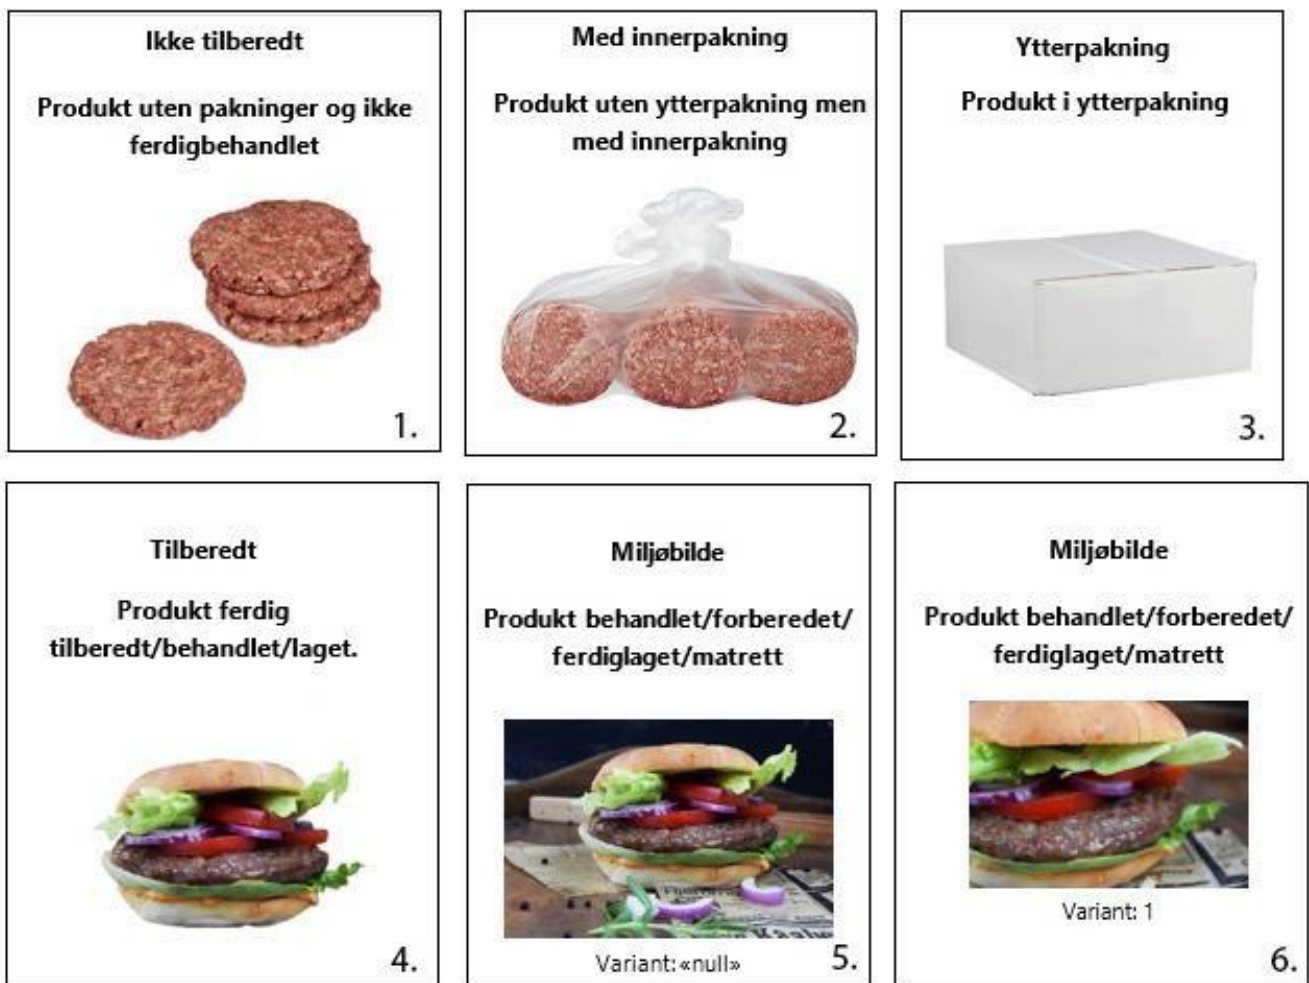 Ikke tilberedt
Produkt uten pakninger og ikke
ferdigbehandlet
1.
Med innerpakning
Produkt uten ytterpakning men
med innerpakning
2.
Ytterpakning
Produkt i ytterpakning
3.
Tilberedt
Produkt ferdig
tilberedt/behandlet/laget.
4.
Miljøbilde
Produkt behandlet/forberedet/
ferdiglaget/matrett
Variant: «null»
5.
Miljøbilde
Produkt behandlet/forberedet/
ferdiglaget/matrett
Variant: 1
6.